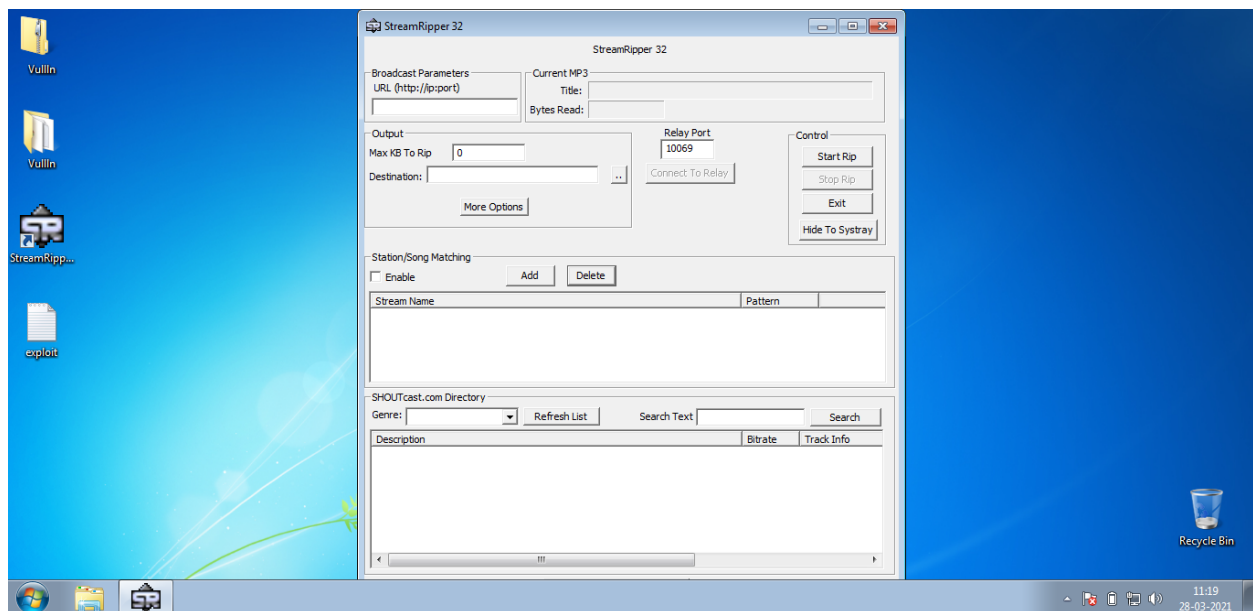 VulIn
VulIn
StreamRipp...
exploit
StreamRipper 32
StreamRipper 32
Broadcast Parameters
URL (http://ip:port)
Current MP3
Title:
Bytes Read:
Output
Max KB To Rip 0
Destination: ..
More Options
Relay Port
10069
Connect To Relay
Control
Start Rip
Stop Rip
Exit
Hide To Systray
Station/Song Matching
Enable Add Delete
Stream Name Pattern
SHOUTcast.com Directory
Genre: Refresh List Search Text Search
Description Bitrate Track Info
Recycle Bin
11:19
28-03-2021